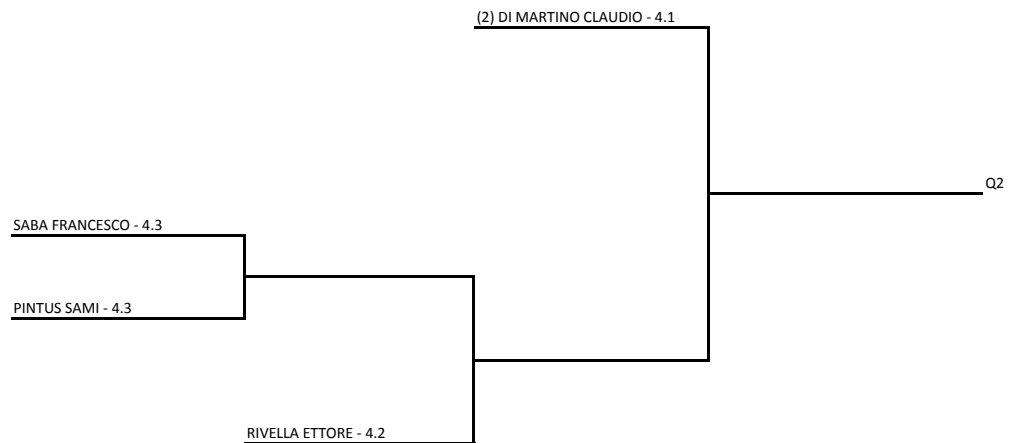 (2) DI MARTINO CLAUDIO - 4.1
Q2
SABA FRANCESCO - 4.3
PINTUS SAMI - 4.3
RIVELLA ETTORE - 4.2